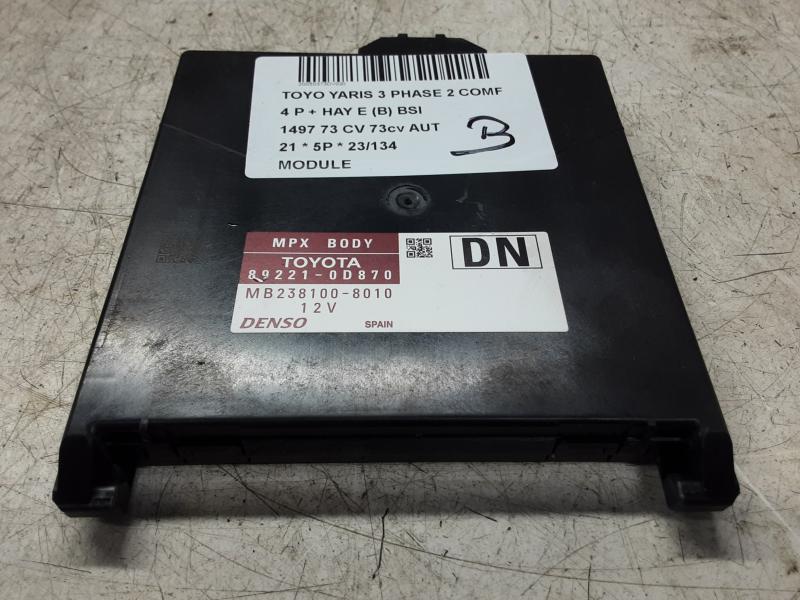 TOYO YARIS 3 PHASE 2 COMF
4 P + HAY E (B) BSI
1497 73 CV 73cv AUT
21 * 5P * 23/134
MODULE
B
MPX BODY
TOYOTA
89221-0D870
MB238100-8010
12V
DENSO
SPAIN
DN